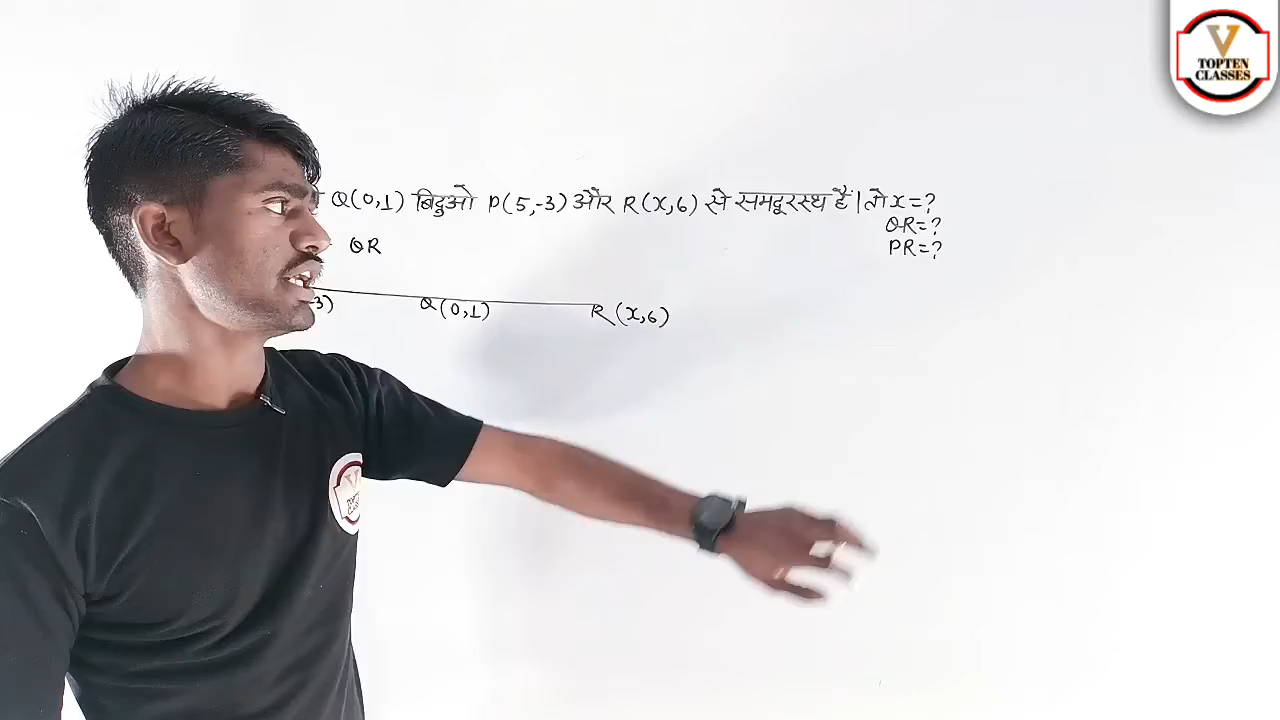 Q(0,1) बिदुओ P(5,-3) और R(x,6) से समदूरस्थ हैं।तो x=?
QR=?
QR PR=?
-3) Q(0,1) R(x,6)
V
TOPTEN
CLASSES